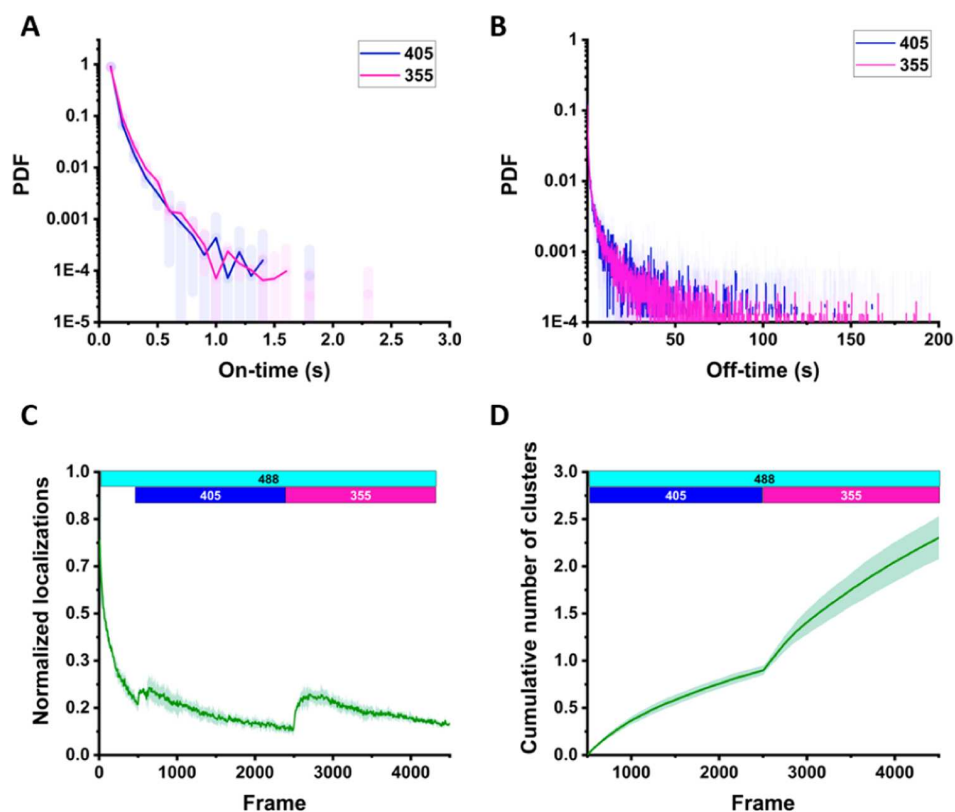 A
PDF
1
0.1
0.01
0.001
1E-4
1E-5
0.0 0.5 1.0 1.5 2.0 2.5 3.0
On-time (s)
405
355
B
PDF
1
0.1
0.01
0.001
1E-4
0 50 100 150 200
Off-time (s)
405
355
C
Normalized localizations
1.0
0.8
0.7
0.5
0.3
0.2
0.0
488
405 355
0 1000 2000 3000 4000
Frame
D
Cumulative number of clusters
3.0
2.5
2.0
1.5
1.0
0.5
0.0
488
405 355
1000 2000 3000 4000
Frame